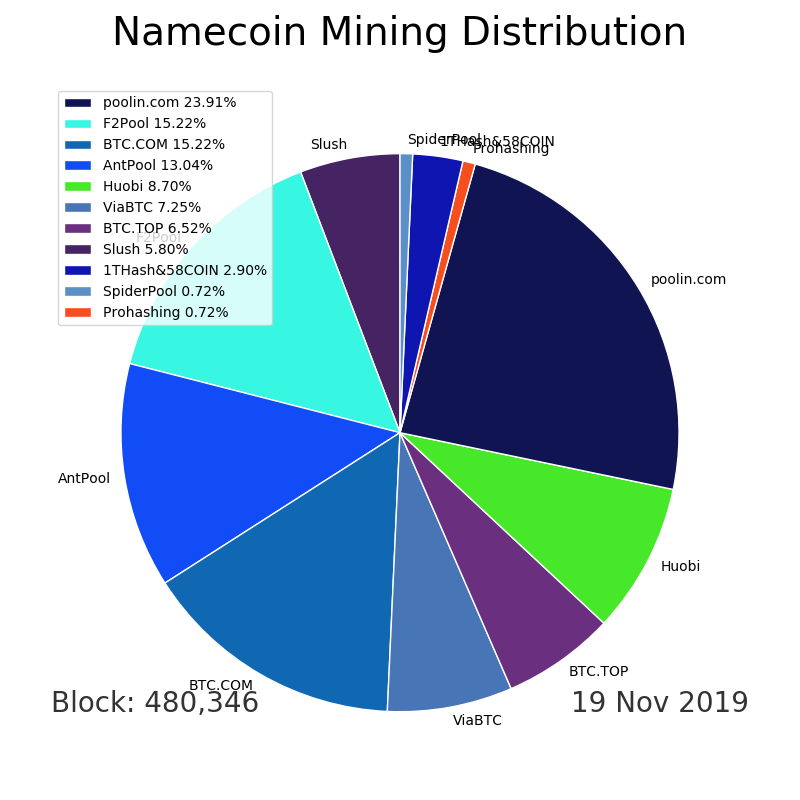 Namecoin Mining Distribution
poolin.com 23.91%
F2Pool 15.22%
BTC.COM 15.22%
AntPool 13.04%
Huobi 8.70%
ViaBTC 7.25%
BTC.TOP 6.52%
Slush 5.80%
1THash&58COIN 2.90%
SpiderPool 0.72%
Prohashing 0.72%
Slush
SpiderPool
1THash&58COIN
Prohashing
F2Pool
poolin.com
AntPool
Huobi
BTC.TOP
BTC.COM
ViaBTC
Block: 480,346
19 Nov 2019